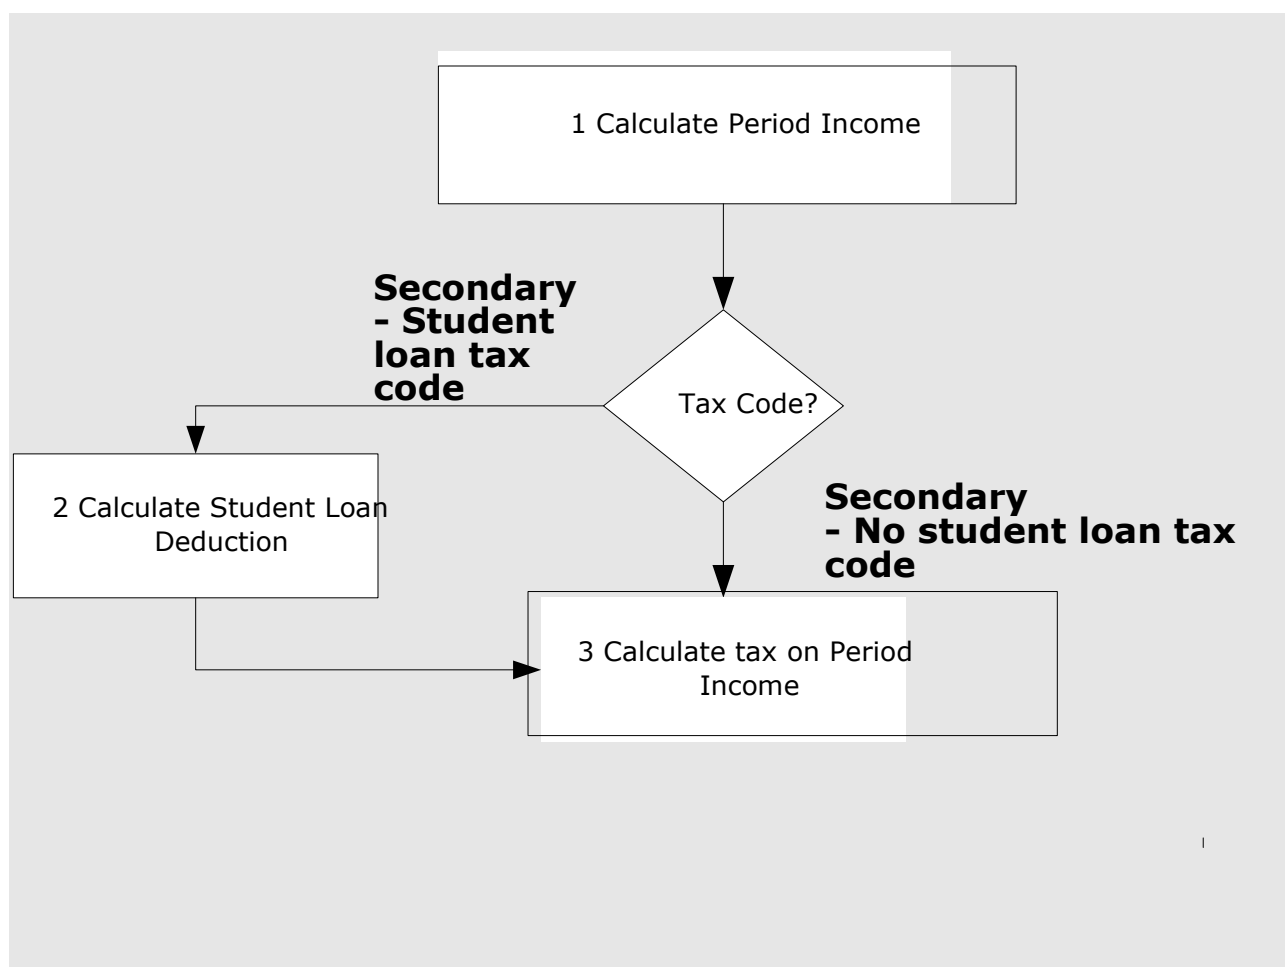 1 Calculate Period Income
Secondary
- Student
loan tax
code
Tax Code?
2 Calculate Student Loan
Deduction
Secondary
- No student loan tax
code
3 Calculate tax on Period
Income